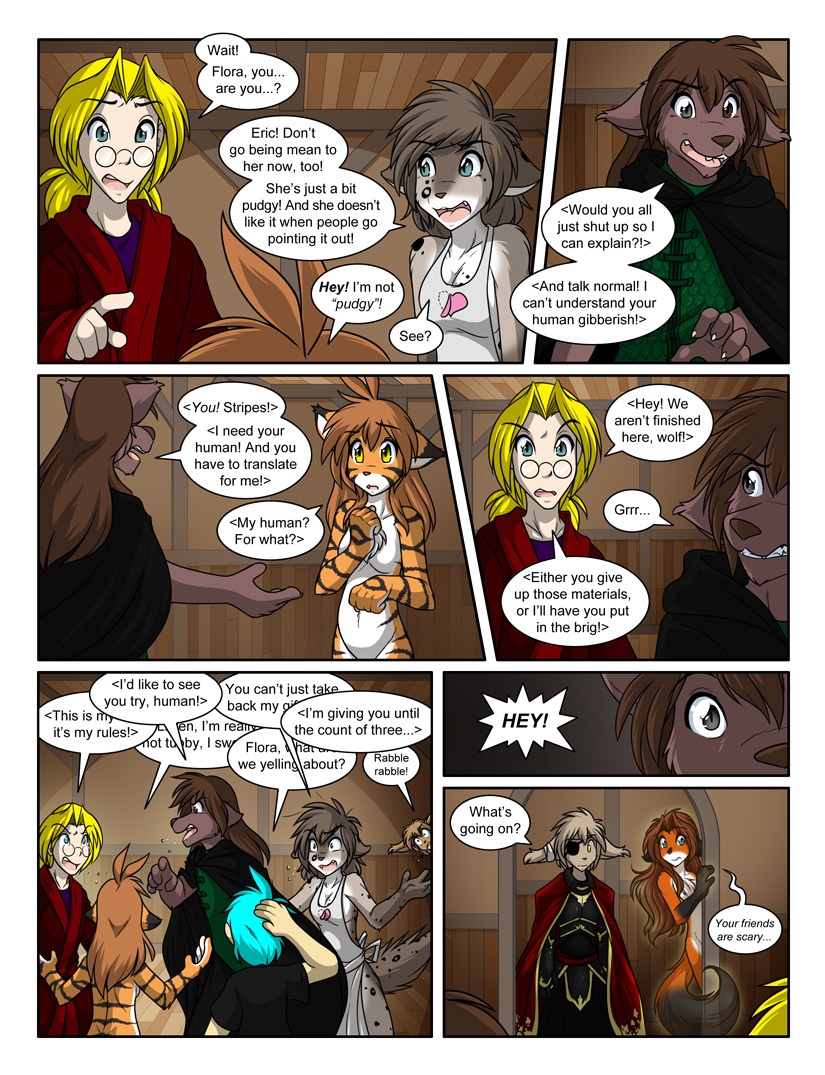 Wait!
Flora, you...
are you...?
Eric! Don't
go being mean to
her now, too!
She's just a bit
pudgy! And she doesn't
like it when people go
pointing it out!
Hey! I'm not
"pudgy"!
See?
<Would you all
just shut up so I
can explain?!>
<And talk normal! I
can't understand your
human gibberish!>
<You! Stripes!>
<I need your
human! And you
have to translate
for me!>
<My human?
For what?>
<Hey! We
aren't finished
here, wolf!>
Grrr...
<Either you give
up those materials,
or I'll have you put
in the brig!>
<This is my
it's my rules!>
<I'd like to see
you try, human!>
I'm really
not tubby, I
You can't just take
back my
Flora,
we yelling about?
<I'm giving you until
the count of three...>
Rabble
rabble!
HEY!
What's
going on?
Your friends
are scary...